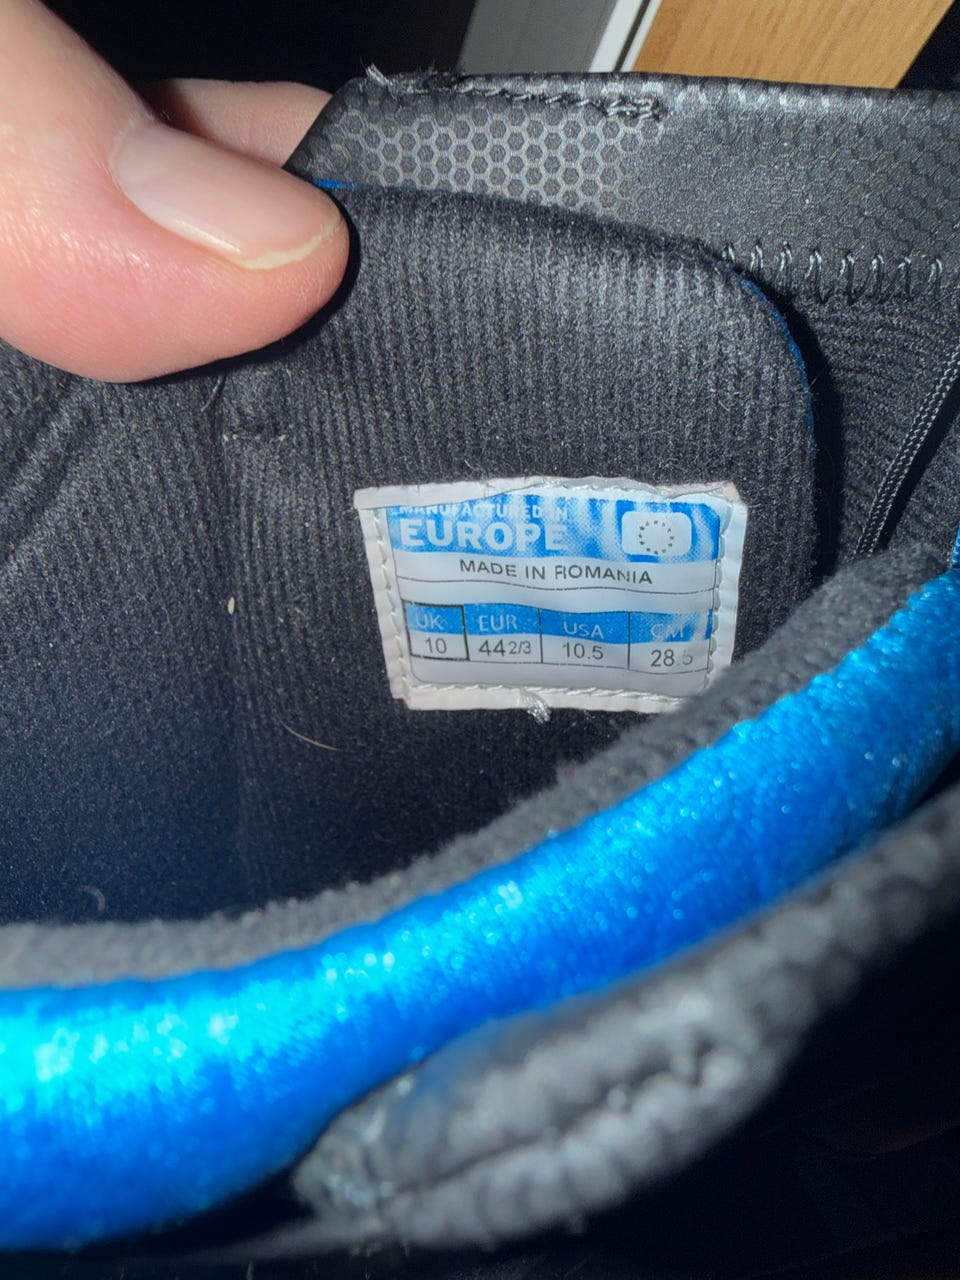 MANUFACTURED IN
EUROPE
MADE IN ROMANIA
UK EUR USA CM
10 44 2/3 10.5 28.5